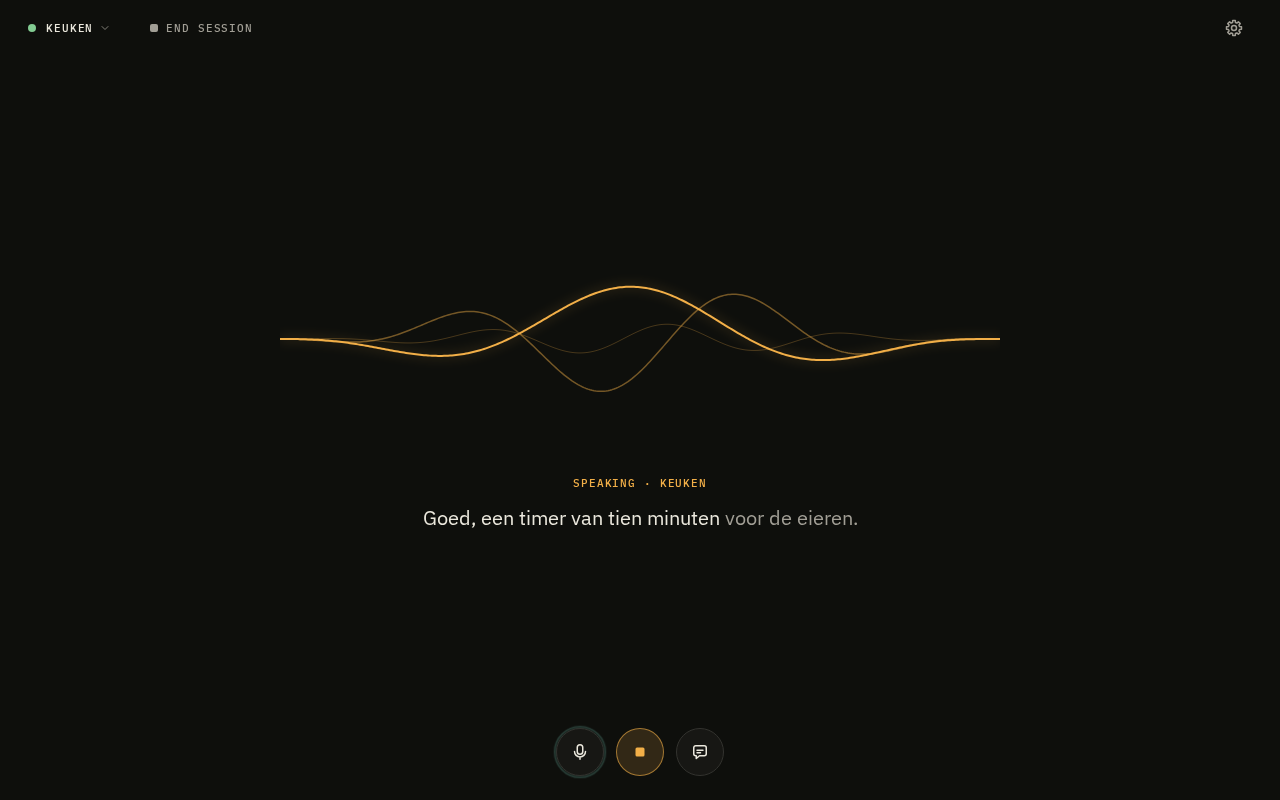 KEUKEN
END SESSION
SPEAKING · KEUKEN
Goed, een timer van tien minuten voor de eieren.